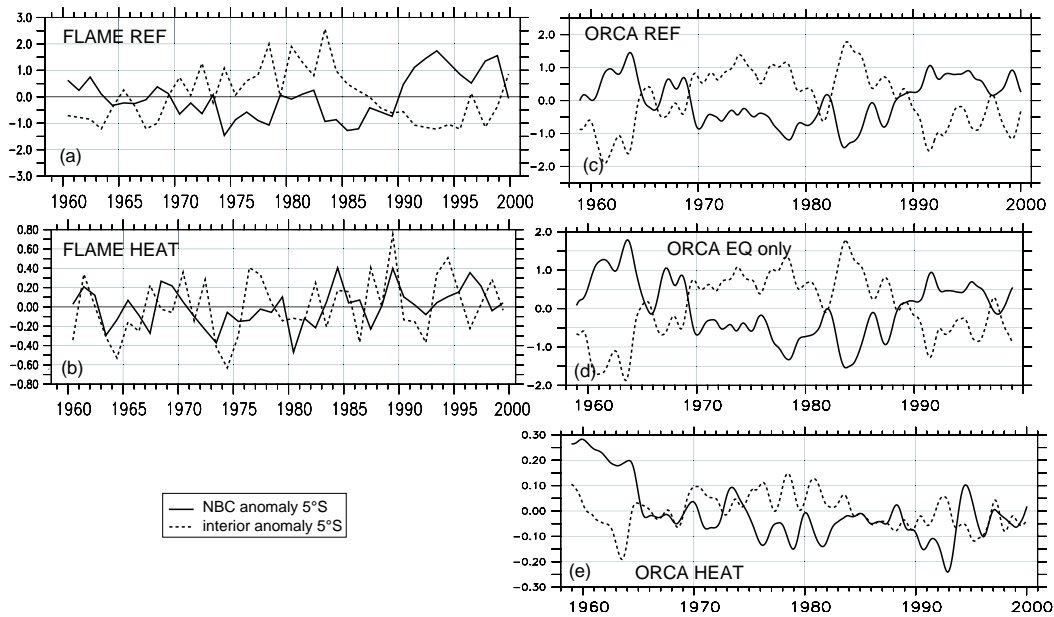 FLAME REF
3.0
2.0
1.0
0.0
-1.0
-2.0
-3.0
(a)
1960 1965 1970 1975 1980 1985 1990 1995 2000
ORCA REF
2.0
1.0
0.0
-1.0
-2.0
(c)
1960 1970 1980 1990 2000
FLAME HEAT
0.80
0.60
0.40
0.20
0.00
-0.20
-0.40
-0.60
-0.80
(b)
1960 1965 1970 1975 1980 1985 1990 1995 2000
ORCA EQ only
2.0
1.0
0.0
-1.0
-2.0
(d)
1960 1970 1980 1990
NBC anomaly 5°S
interior anomaly 5°S
0.30
0.20
0.10
0.00
-0.10
-0.20
-0.30
(e)
ORCA HEAT
1960 1970 1980 1990 2000